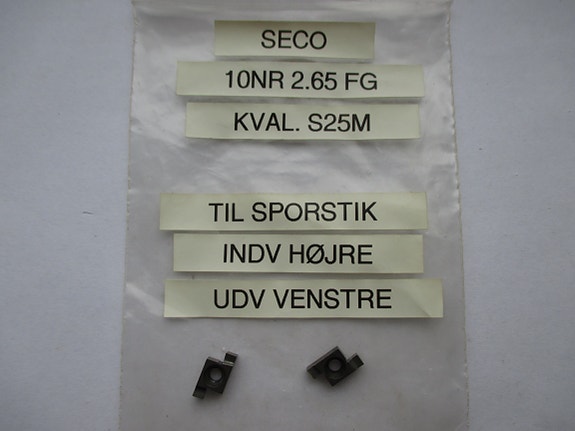 SECO
10NR 2.65 FG
KVAL. S25M
TIL SPORSTIK
INDV HØJRE
UDV VENSTRE